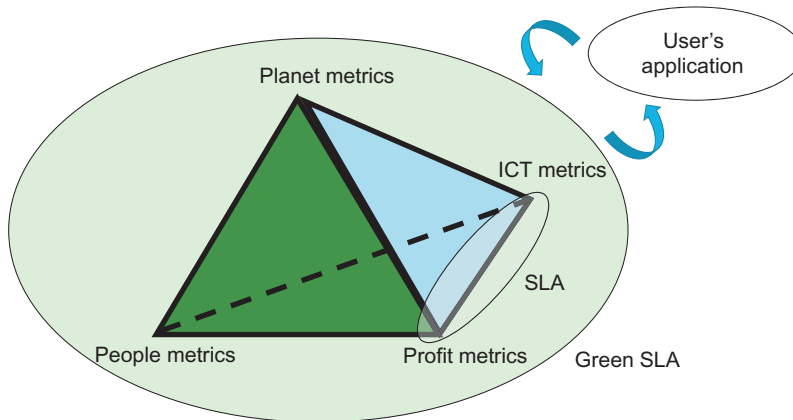 User's
application
Planet metrics
ICT metrics
SLA
People metrics
Profit metrics
Green SLA